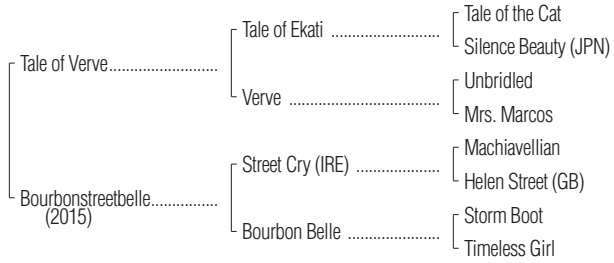 Tale of the Cat
Tale of Ekati
Silence Beauty (JPN)
Tale of Verve
Unbridled
Verve
Mrs. Marcos
Machiavellian
Street Cry (IRE)
Helen Street (GB)
Bourbonstreetbelle
(2015)
Storm Boot
Bourbon Belle
Timeless Girl